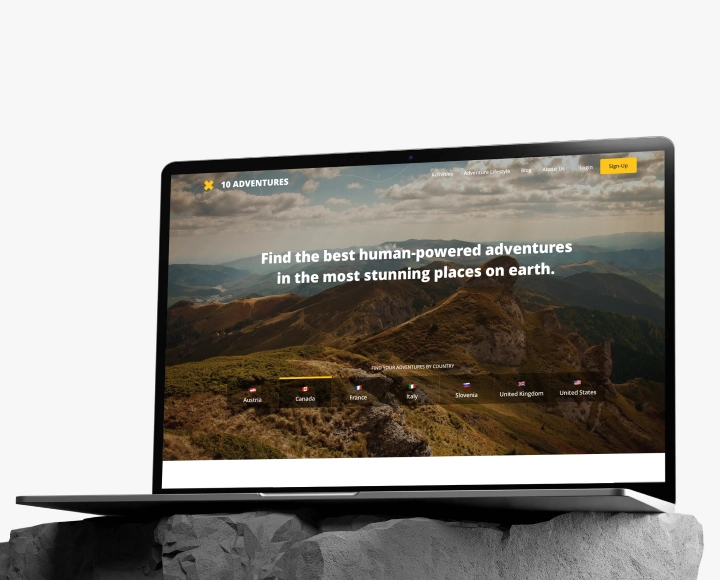 10 ADVENTURES
Activities Adventure Lifestyle Blog About Us Login Sign-Up
Find the best human-powered adventures
in the most stunning places on earth.
FIND YOUR ADVENTURES BY COUNTRY
Austria Canada France Italy Slovenia United Kingdom United States